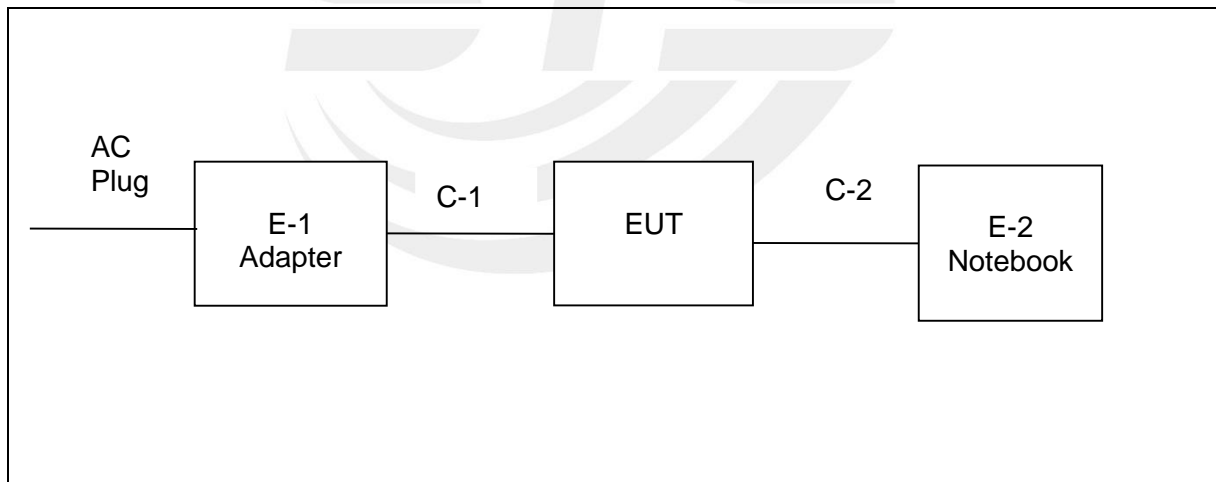 AC
Plug
E-1
Adapter
C-1
EUT
C-2
E-2
Notebook